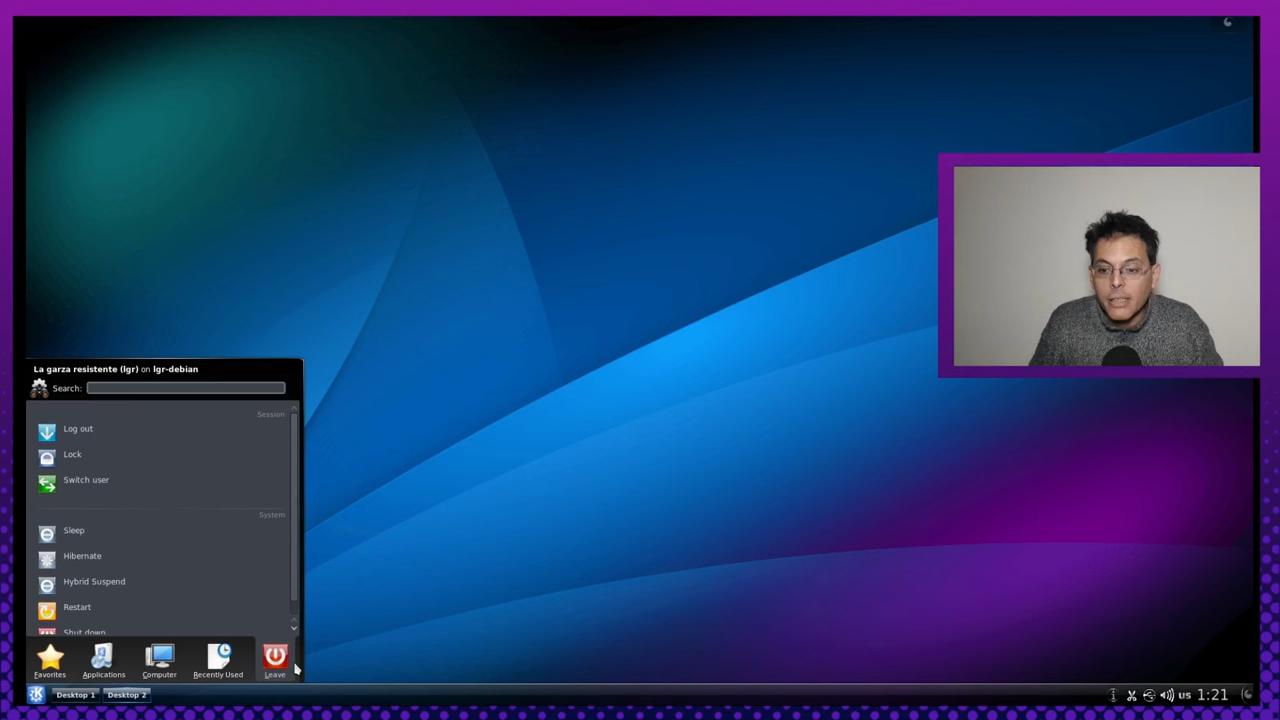 La garza resistente (lgr) on lgr-debian
Search:
Session
Log out
Lock
Switch user
System
Sleep
Hibernate
Hybrid Suspend
Restart
Shut down
Favorites
Applications
Computer
Recently Used
Leave
Desktop 1
Desktop 2
us
1:21